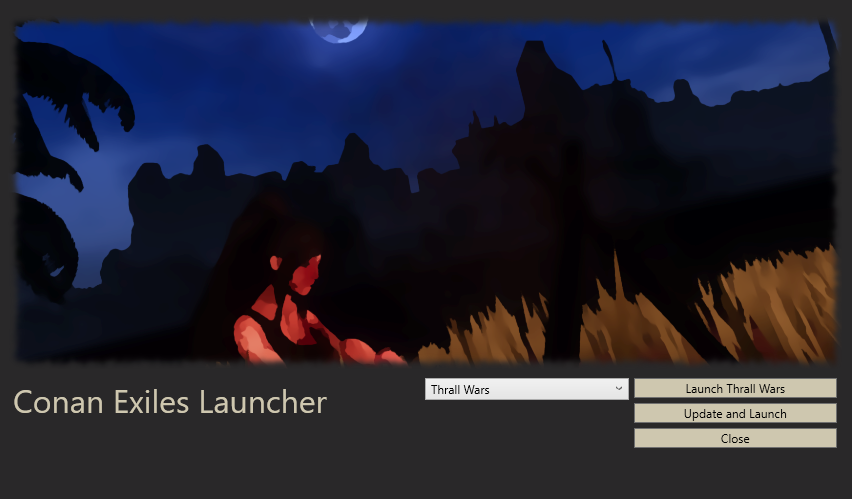 Conan Exiles Launcher
Thrall Wars
Launch Thrall Wars
Update and Launch
Close